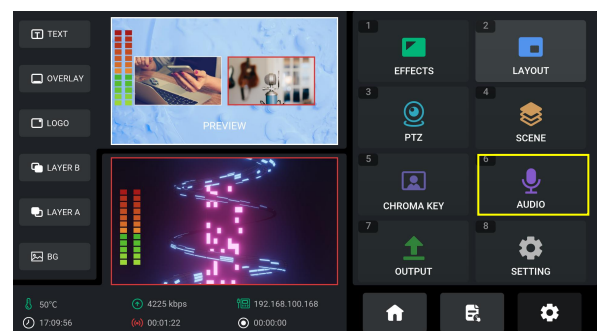 TEXT
OVERLAY
LOGO
LAYER B
LAYER A
BG
PREVIEW
1
EFFECTS
2
LAYOUT
3
PTZ
4
SCENE
5
CHROMA KEY
6
AUDIO
7
OUTPUT
8
SETTING
50°C
4225 kbps
192.168.100.168
17:09:56
00:01:22
00:00:00